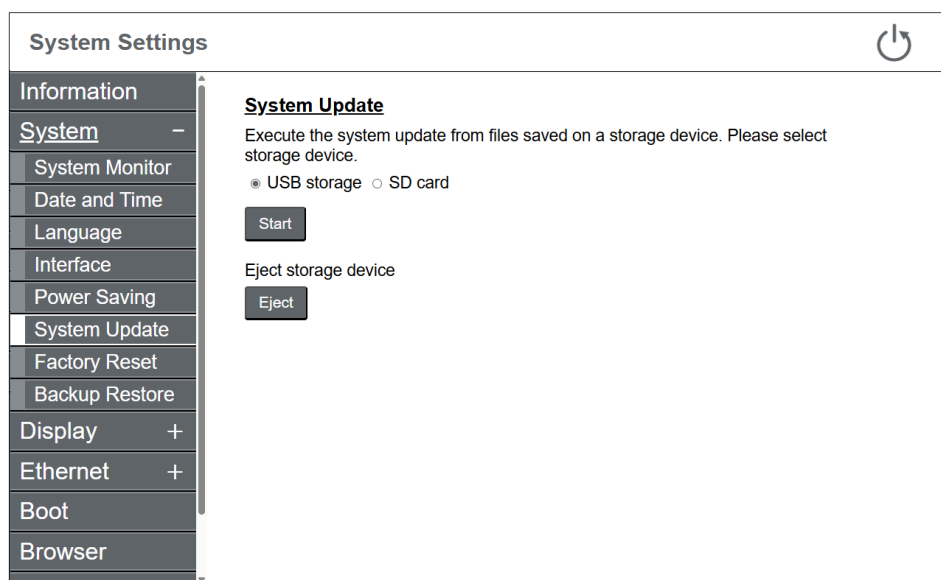 System Settings
Information
System −
System Monitor
Date and Time
Language
Interface
Power Saving
System Update
Factory Reset
Backup Restore
Display +
Ethernet +
Boot
Browser
System Update
Execute the system update from files saved on a storage device. Please select
storage device.
USB storage SD card
Start
Eject storage device
Eject